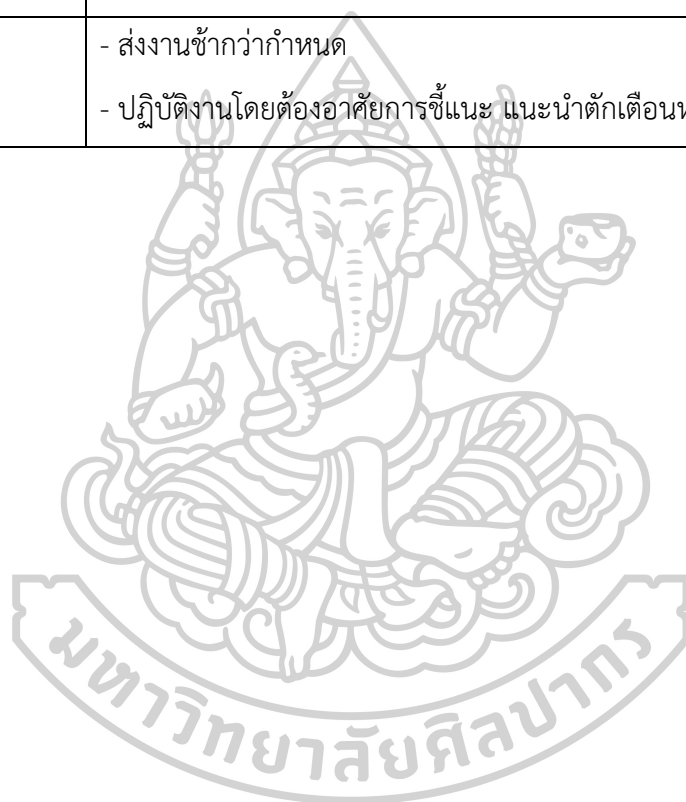 - ส่งงานช้ากว่ากำหนด
- ปฏิบัติงานโดยต้องอาศัยการชี้แนะ แนะนำตักเตือน
มหาวิทยาลัยศิลปากร